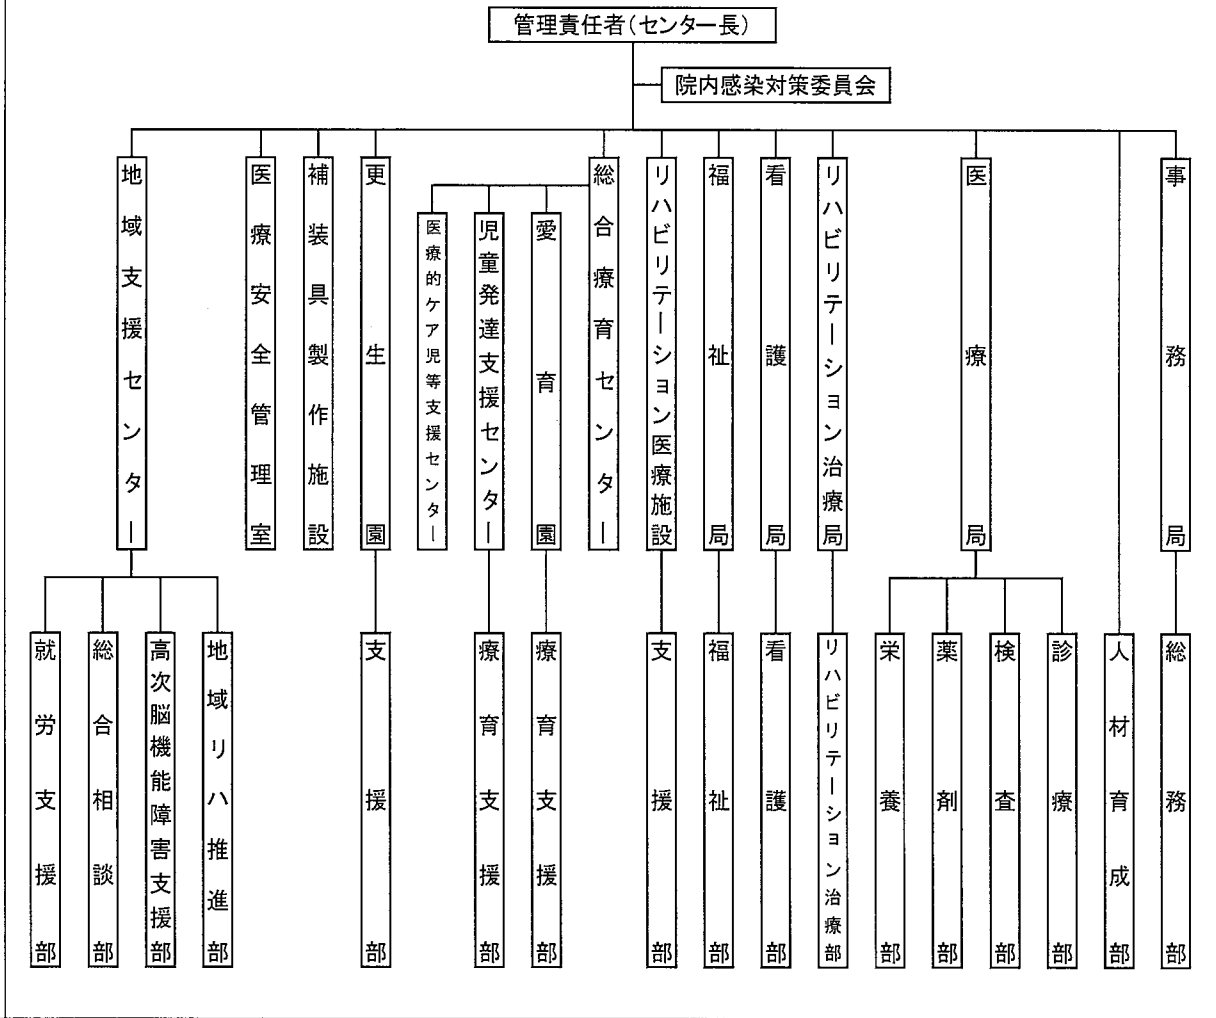 管理責任者(センター長)
院内感染対策委員会
地域支援センター
医療安全管理室
補装具製作施設
更生園
医療的ケア児等支援センター
児童発達支援センター
愛育園
総合療育センター
リハビリテーション医療施設
福祉局
看護局
リハビリテーション治療局
医療局
事務局
就労支援部
総合相談部
高次脳機能障害支援部
地域リハ推進部
支援部
療育支援部
療育支援部
支援部
福祉部
看護部
リハビリテーション治療部
栄養部
薬剤部
検査部
診療部
人材育成部
総務部